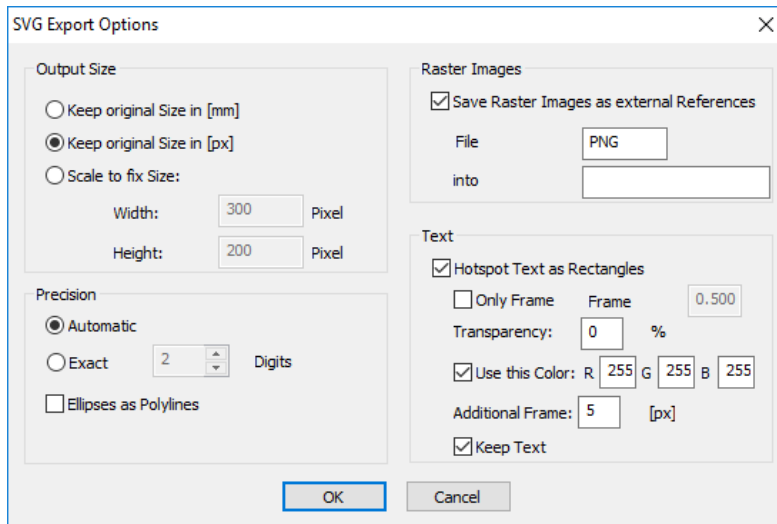 SVG Export Options
Output Size
Keep original Size in [mm]
Keep original Size in [px]
Scale to fix Size:
Width: 300 Pixel
Height: 200 Pixel
Precision
Automatic
Exact 2 Digits
Ellipses as Polylines
Raster Images
Save Raster Images as external References
File PNG
into
Text
Hotspot Text as Rectangles
Only Frame Frame 0.500
Transparency: 0 %
Use this Color: R 255 G 255 B 255
Additional Frame: 5 [px]
Keep Text
OK Cancel